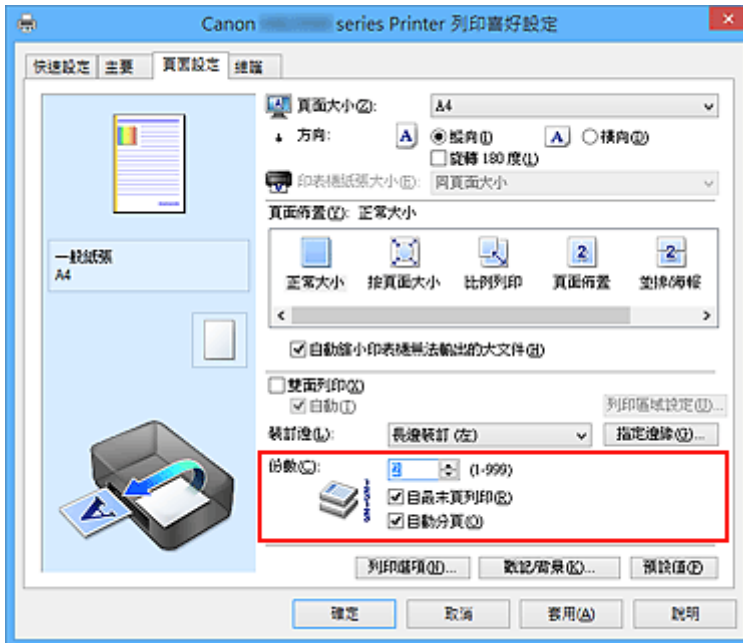 Canon series Printer 列印喜好設定
快速設定 主要 頁面設定 維護
頁面大小(Z): A4
方向: A 縱向(I) A 橫向(D)
旋轉 180 度(L)
印表機紙張大小(E): 同頁面大小
頁面佈置(Y): 正常大小
正常大小 按頁面大小 比例列印 頁面佈置 並排/海報
一般紙張
A4
自動縮小印表機無法輸出的大文件(H)
雙面列印(X)
自動(T) 列印區域設定(U)...
裝訂邊(L): 長邊裝訂 (左) 指定邊緣(G)...
份數(C): 2 (1-999)
自最末頁列印(R)
自動分頁(O)
列印選項(N)... 戳記/背景(K)... 預設值(F)
確定 取消 套用(A) 說明